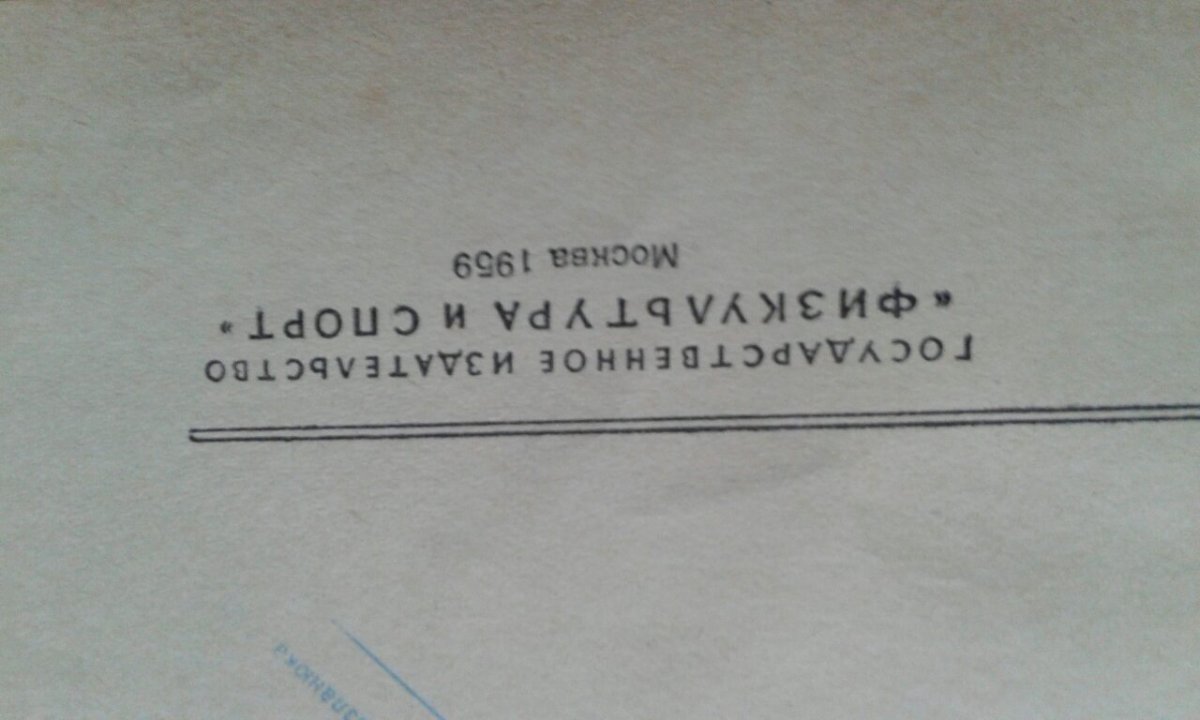 ГОСУДАРСТВЕННОЕ ИЗДАТЕЛЬСТВО
«ФИЗКУЛЬТУРА И СПОРТ»
Москва 1959